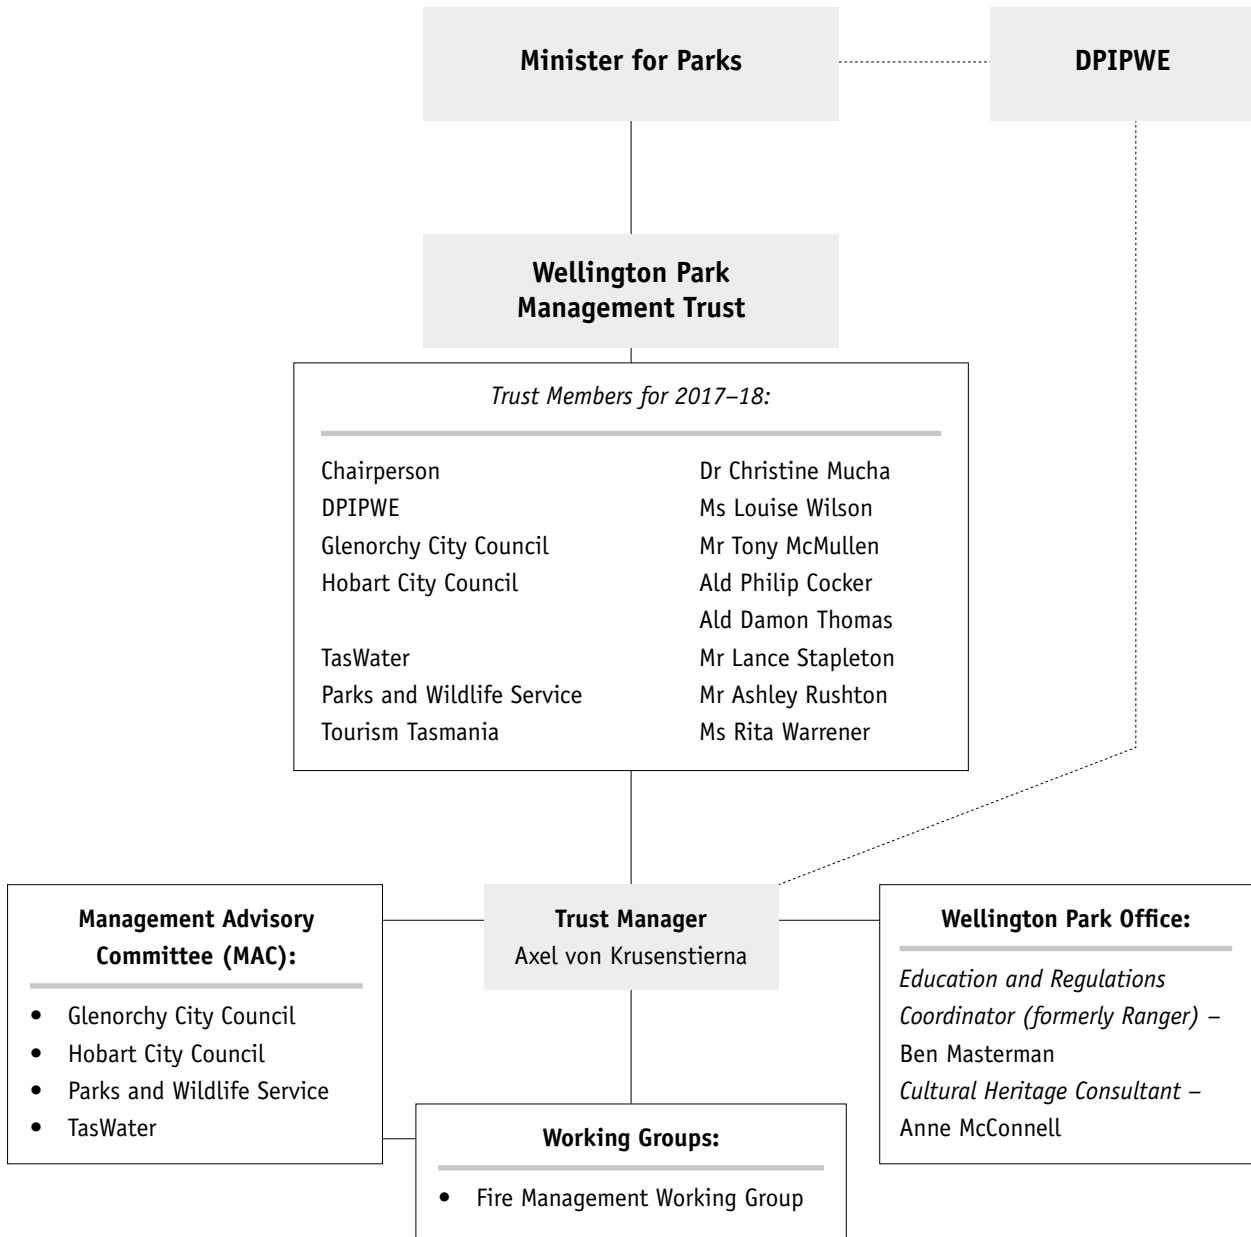 Minister for Parks
DPIPWE
Wellington Park
Management Trust
Trust Members for 2017–18:
Chairperson Dr Christine Mucha
DPIPWE Ms Louise Wilson
Glenorchy City Council Mr Tony McMullen
Hobart City Council Ald Philip Cocker
Ald Damon Thomas
TasWater Mr Lance Stapleton
Parks and Wildlife Service Mr Ashley Rushton
Tourism Tasmania Ms Rita Warrener
Management Advisory
Committee (MAC):
• Glenorchy City Council
• Hobart City Council
• Parks and Wildlife Service
• TasWater
Trust Manager
Axel von Krusenstierna
Wellington Park Office:
Education and Regulations
Coordinator (formerly Ranger) –
Ben Masterman
Cultural Heritage Consultant –
Anne McConnell
Working Groups:
• Fire Management Working Group